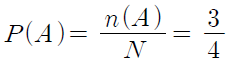 P(A) = n(A)/N = 3/4